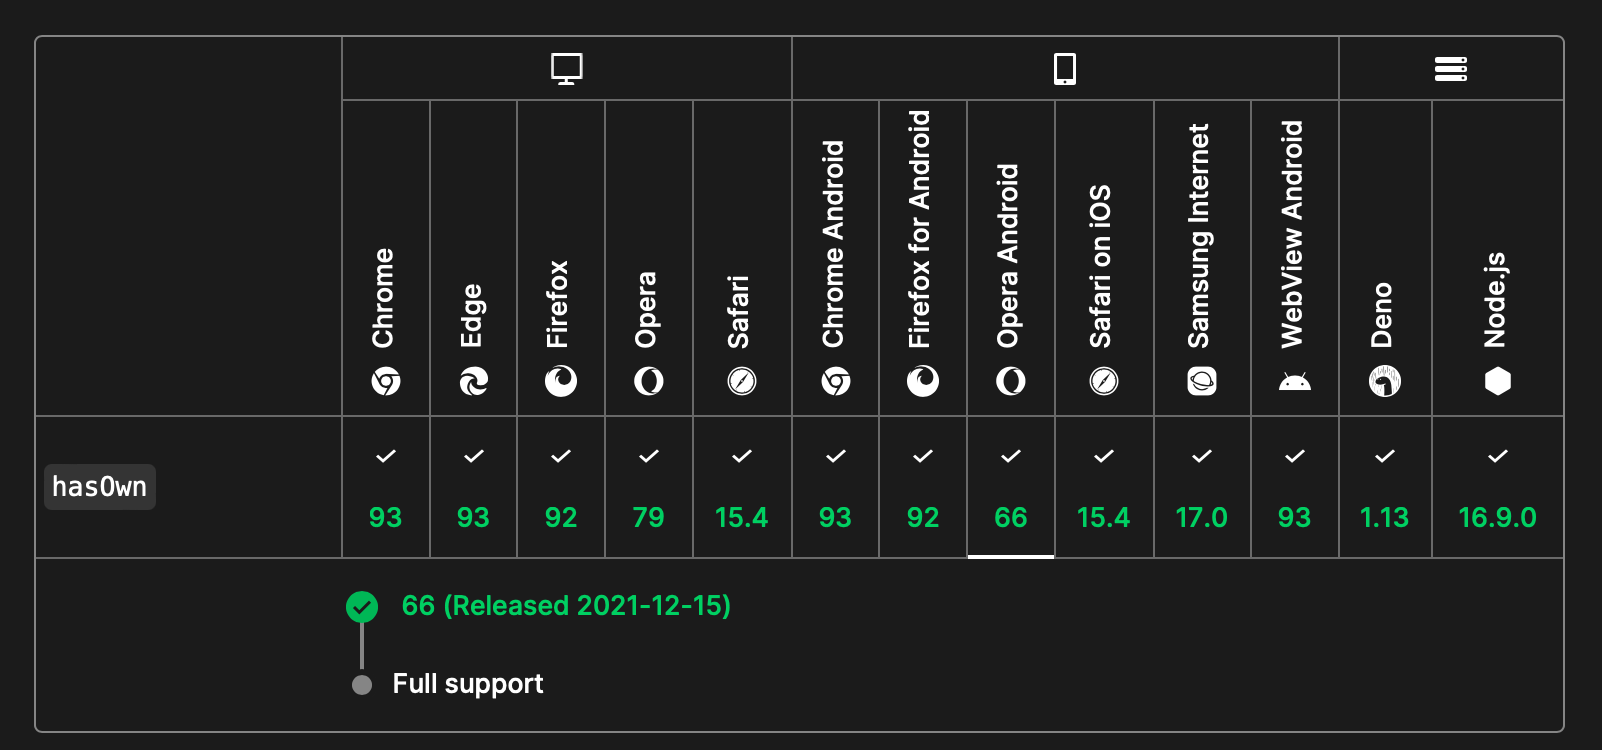 Chrome
Edge
Firefox
Opera
Safari
Chrome Android
Firefox for Android
Opera Android
Safari on iOS
Samsung Internet
WebView Android
Deno
Node.js
hasOwn
93 93 92 79 15.4 93 92 66 15.4 17.0 93 1.13 16.9.0
66 (Released 2021-12-15)
Full support